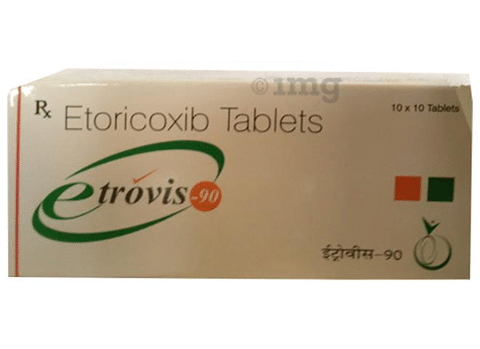 1mg
Rx Etoricoxib Tablets
10 x 10 Tablets
etrovis-90
ईट्रोवीस-90